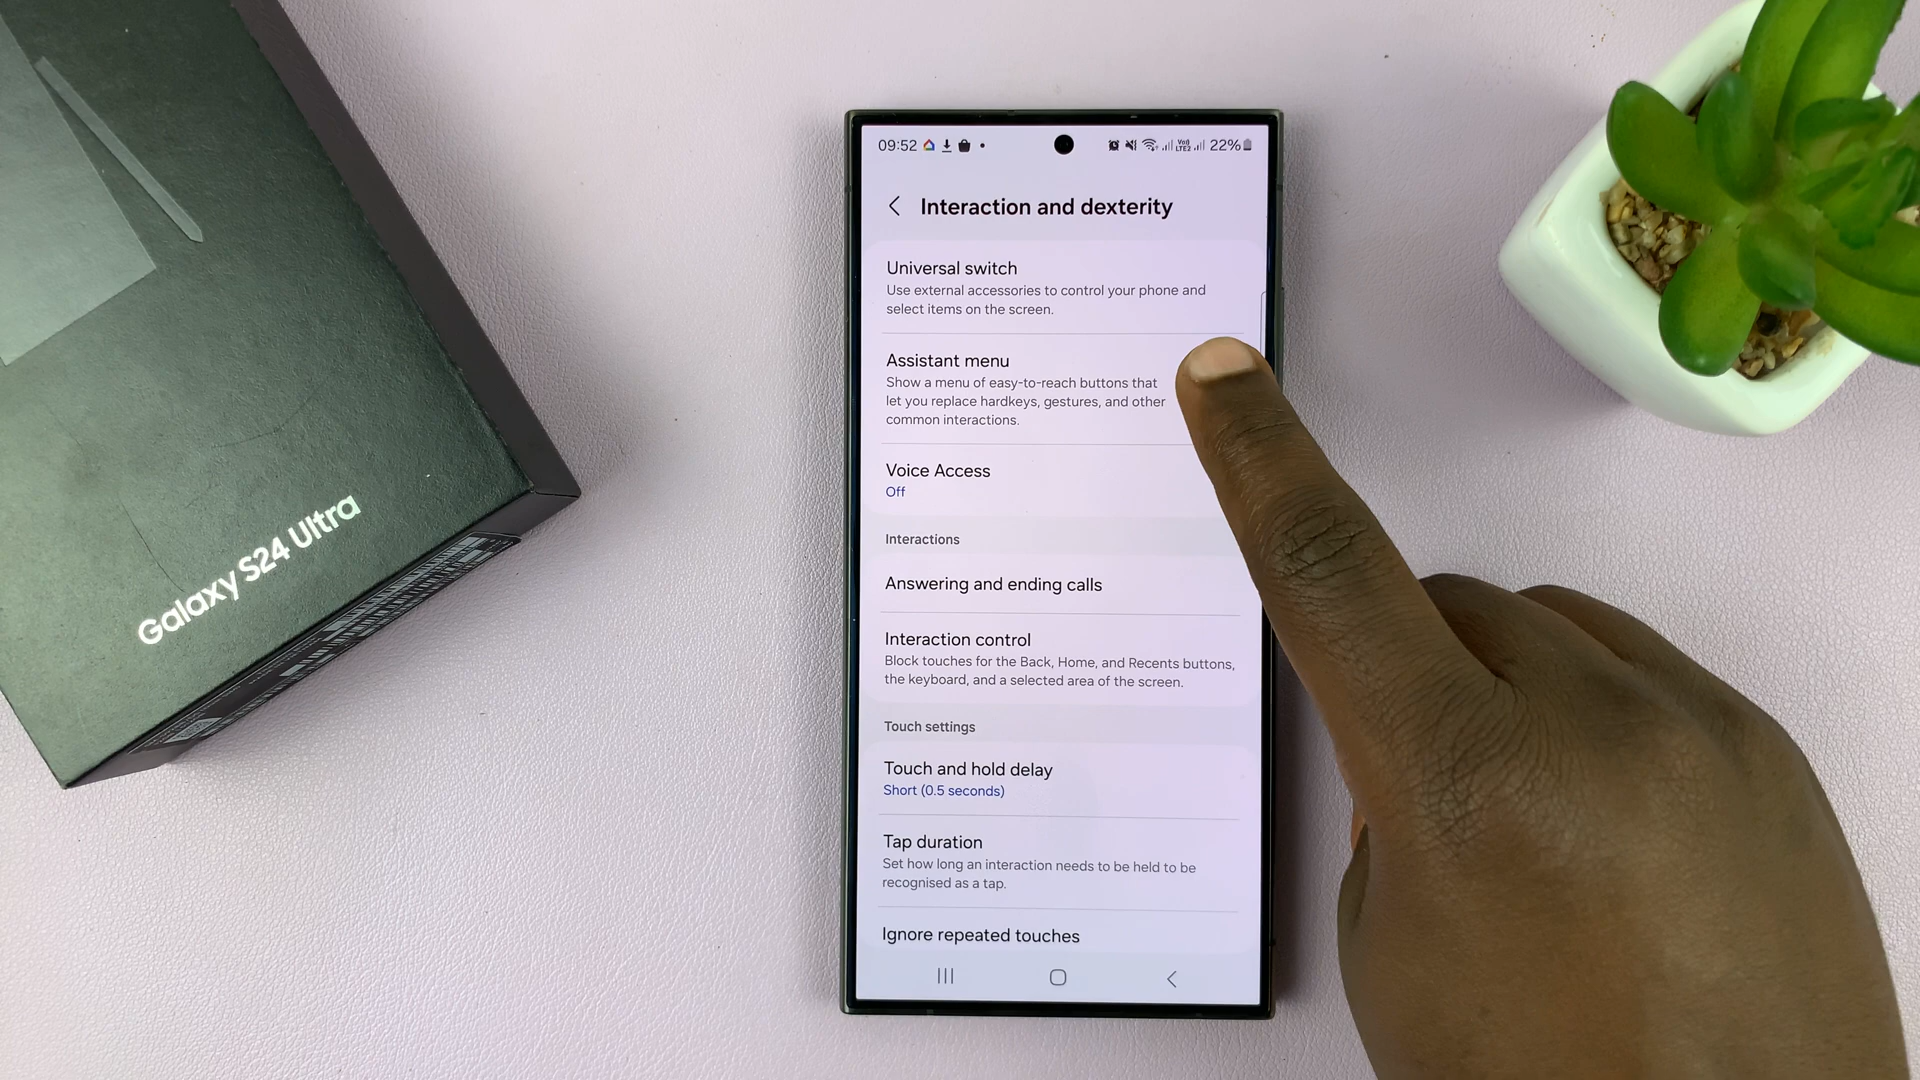 Galaxy S24 Ultra
09:52
Vo)) LTE2
22%
Interaction and dexterity
Universal switch
Use external accessories to control your phone and
select items on the screen.
Assistant menu
Show a menu of easy-to-reach buttons that
let you replace hardkeys, gestures, and other
common interactions.
Voice Access
Off
Interactions
Answering and ending calls
Interaction control
Block touches for the Back, Home, and Recents buttons,
the keyboard, and a selected area of the screen.
Touch settings
Touch and hold delay
Short (0.5 seconds)
Tap duration
Set how long an interaction needs to be held to be
recognised as a tap.
Ignore repeated touches